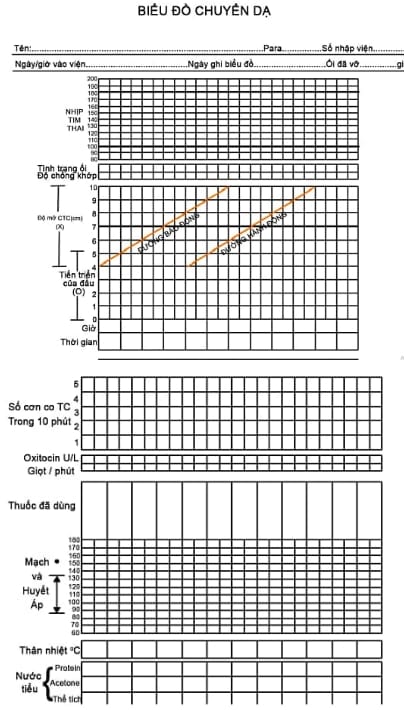 BIỂU ĐỒ CHUYỂN DẠ
Tên:..........Para..........Số nhập viện..........
Ngày/giờ vào viện..........Ngày ghi biểu đồ..........Ối đã vỡ..........gi
200
190
180
170
NHỊP 160
TIM 150
THAI 140
130
120
110
100
90
80
Tình trạng ối
Độ chồng khớp
10
9
8
Độ mở CTC(cm) 7
(X)
6
5
4
ĐƯỜNG BÁO ĐỘNG
ĐƯỜNG HÀNH ĐỘNG
Tiến triển
của đầu
(O) 2
1
0
Giờ
Thời gian
5
4
Số cơn co TC 3
Trong 10 phút 2
1
Oxitocin U/L
Giọt / phút
Thuốc đã dùng
180
170
160
Mạch • 150
140
và 130
120
Huyết 110
100
Áp 90
80
70
60
Thân nhiệt ºC
Nước tiểu
Protein
Acetone
Thể tích